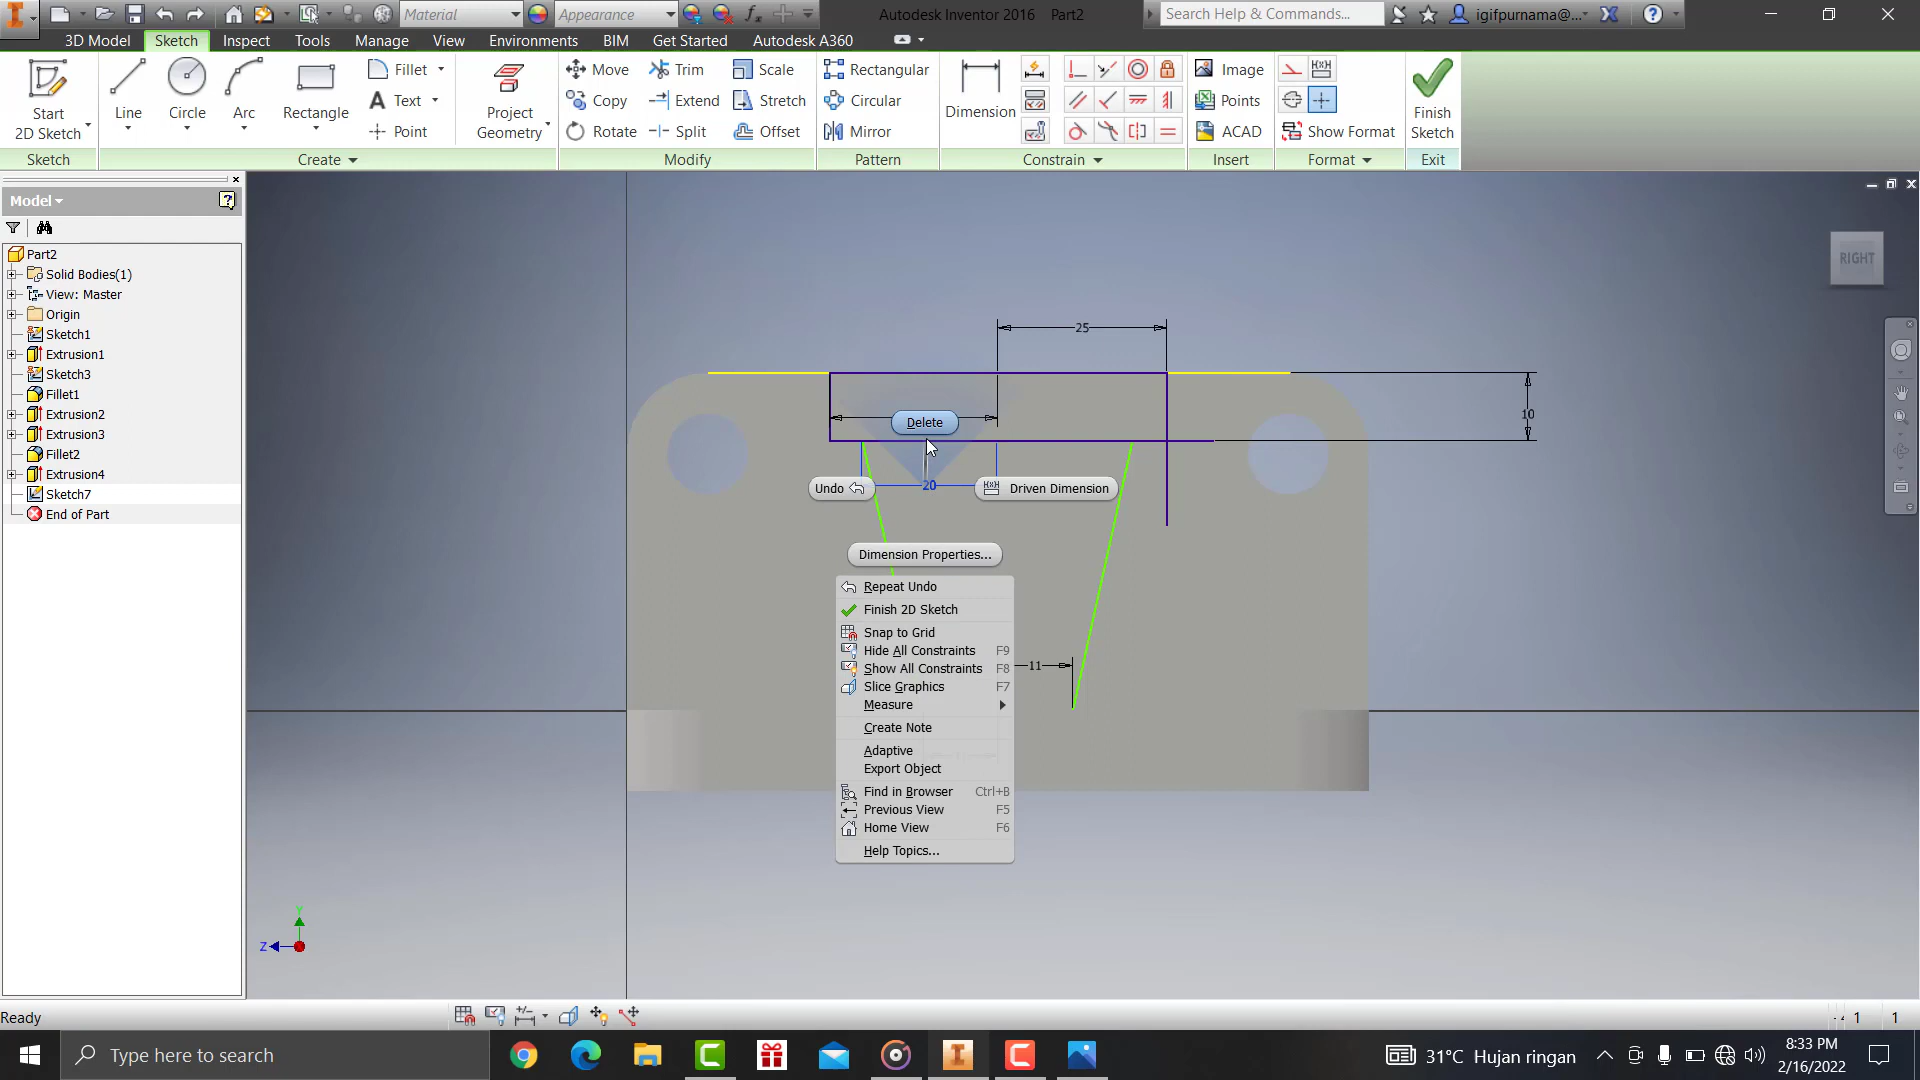 Material
Appearance
Autodesk Inventor 2016 Part2
Search Help & Commands...
igifpurnama@...
3D Model Sketch Inspect Tools Manage View Environments BIM Get Started Autodesk A360
Start
2D Sketch
Line
Circle
Arc
Rectangle
Fillet
Text
Point
Project
Geometry
Move
Copy
Rotate
Trim
Extend
Split
Scale
Stretch
Offset
Rectangular
Circular
Mirror
Dimension
Image
Points
ACAD
Show Format
Finish
Sketch
Sketch Create Modify Pattern Constrain Insert Format Exit
Model
Part2
Solid Bodies(1)
View: Master
Origin
Sketch1
Extrusion1
Sketch3
Fillet1
Extrusion2
Extrusion3
Fillet2
Extrusion4
Sketch7
End of Part
RIGHT
25
10
Delete
Undo
20
Driven Dimension
Dimension Properties...
11
Repeat Undo
Finish 2D Sketch
Snap to Grid
Hide All Constraints F9
Show All Constraints F8
Slice Graphics F7
Measure
Create Note
Adaptive
Export Object
Find in Browser Ctrl+B
Previous View F5
Home View F6
Help Topics...
Y
Z
Ready
1 1
Type here to search
31°C Hujan ringan
8:33 PM
2/16/2022